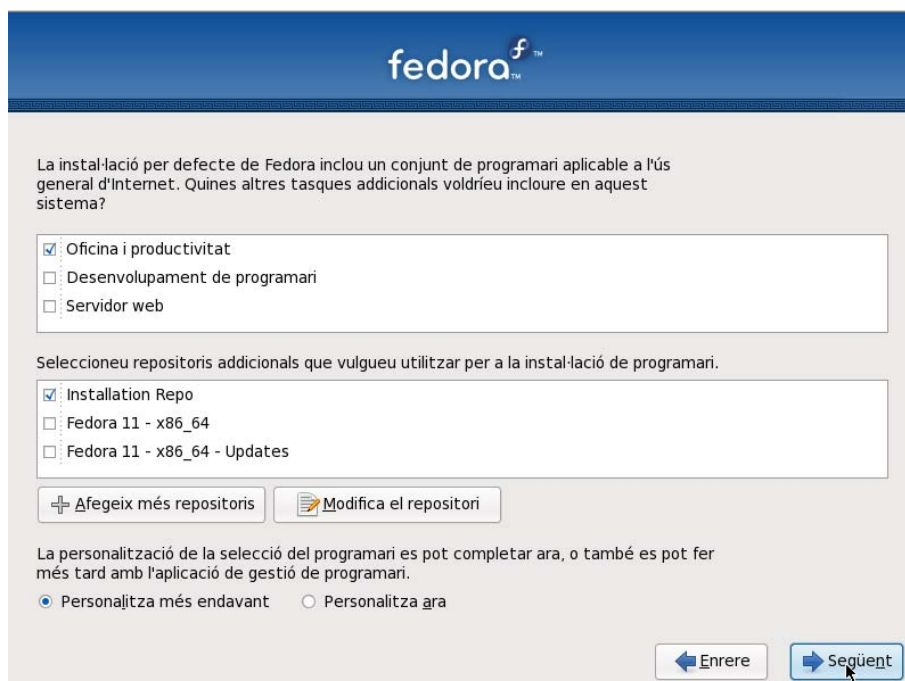 fedora f ™
™
La instal·lació per defecte de Fedora inclou un conjunt de programari aplicable a l'ús
general d'Internet. Quines altres tasques addicionals voldríeu incloure en aquest
sistema?
Oficina i productivitat
Desenvolupament de programari
Servidor web
Seleccioneu repositoris addicionals que vulgueu utilitzar per a la instal·lació de programari.
Installation Repo
Fedora 11 - x86_64
Fedora 11 - x86_64 - Updates
Afegeix més repositoris Modifica el repositori
La personalització de la selecció del programari es pot completar ara, o també es pot fer
més tard amb l'aplicació de gestió de programari.
Personalitza més endavant Personalitza ara
Enrere Següent